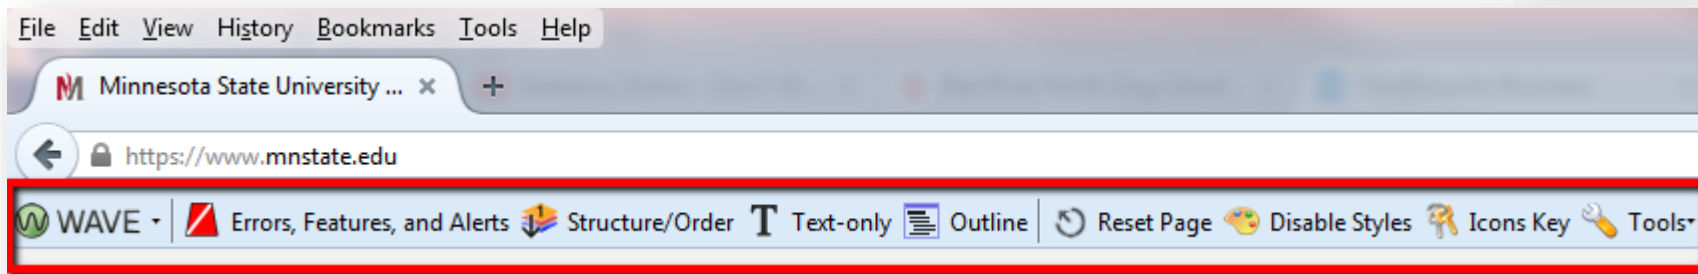 File Edit View History Bookmarks Tools Help
Minnesota State University ...
https://www.mnstate.edu
WAVE Errors, Features, and Alerts Structure/Order Text-only Outline Reset Page Disable Styles Icons Key Tools